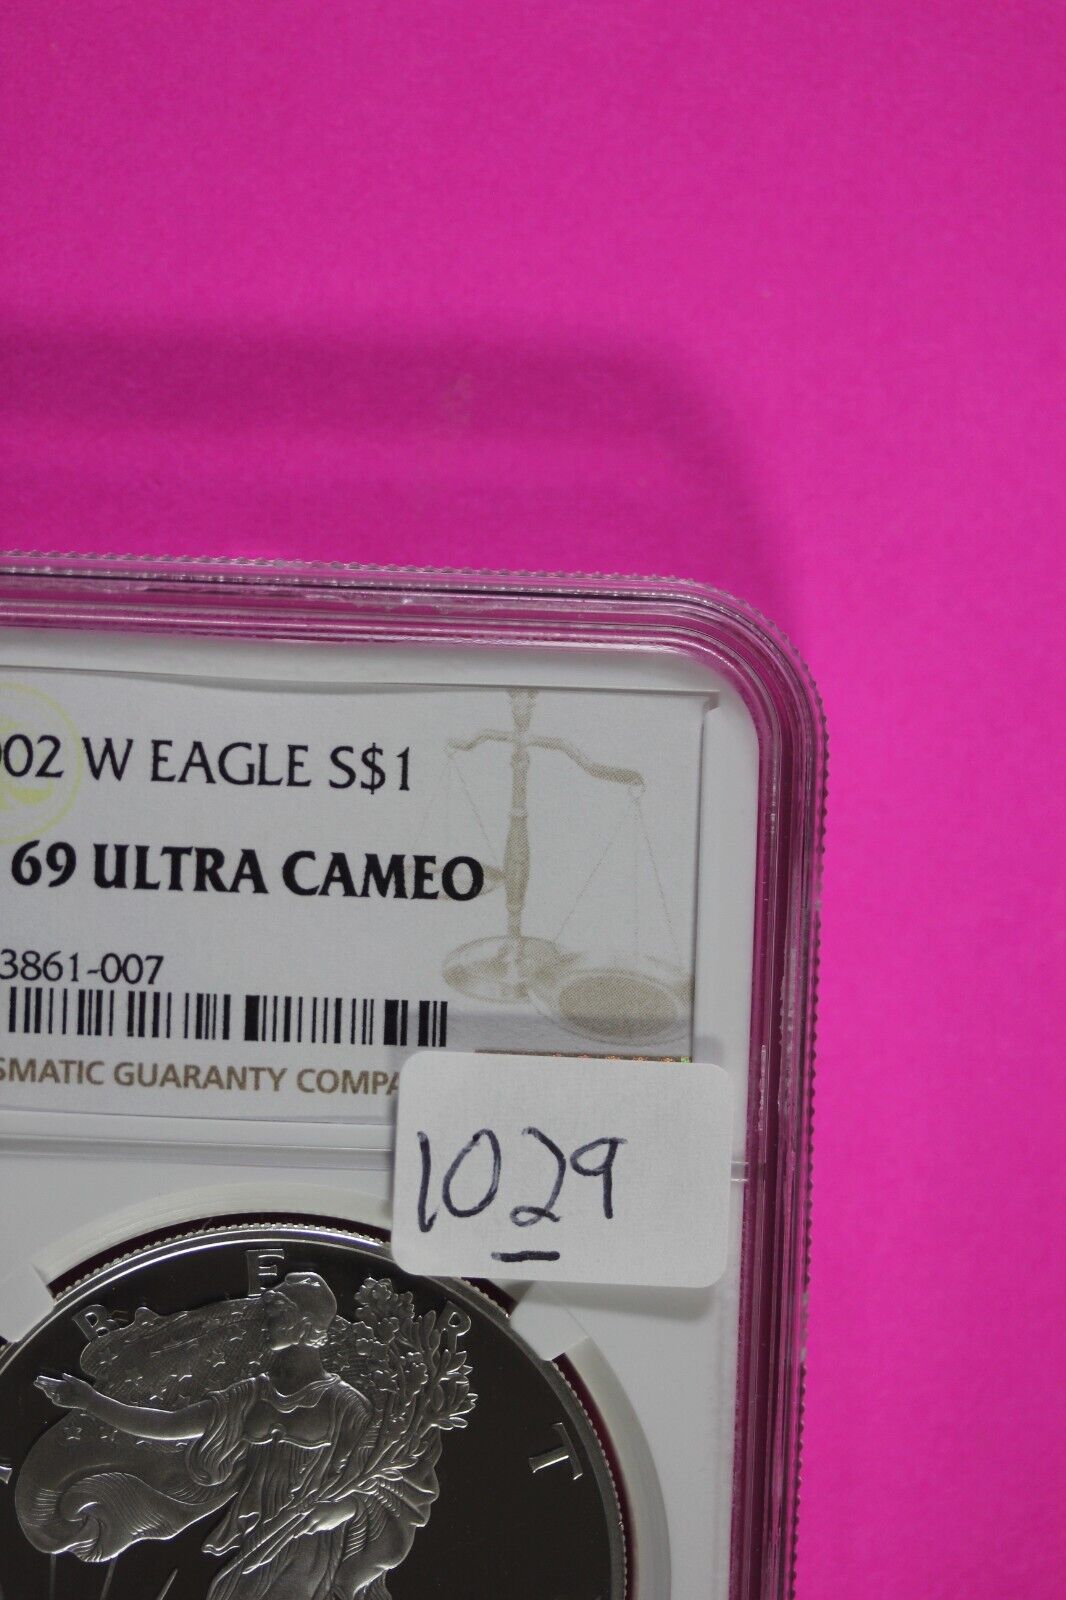 002 W EAGLE S$1
69 ULTRA CAMEO
3861-007
SMATIC GUARANTY COMPA
1029
B E R T